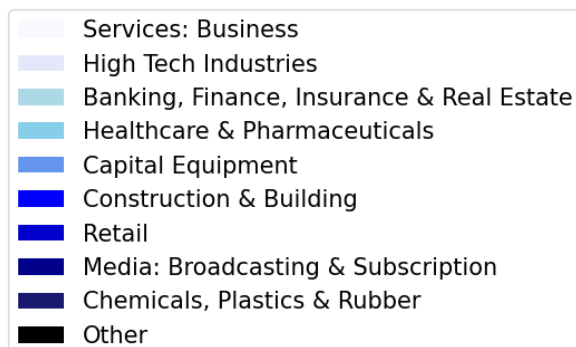 Services: Business
High Tech Industries
Banking, Finance, Insurance & Real Estate
Healthcare & Pharmaceuticals
Capital Equipment
Construction & Building
Retail
Media: Broadcasting & Subscription
Chemicals, Plastics & Rubber
Other